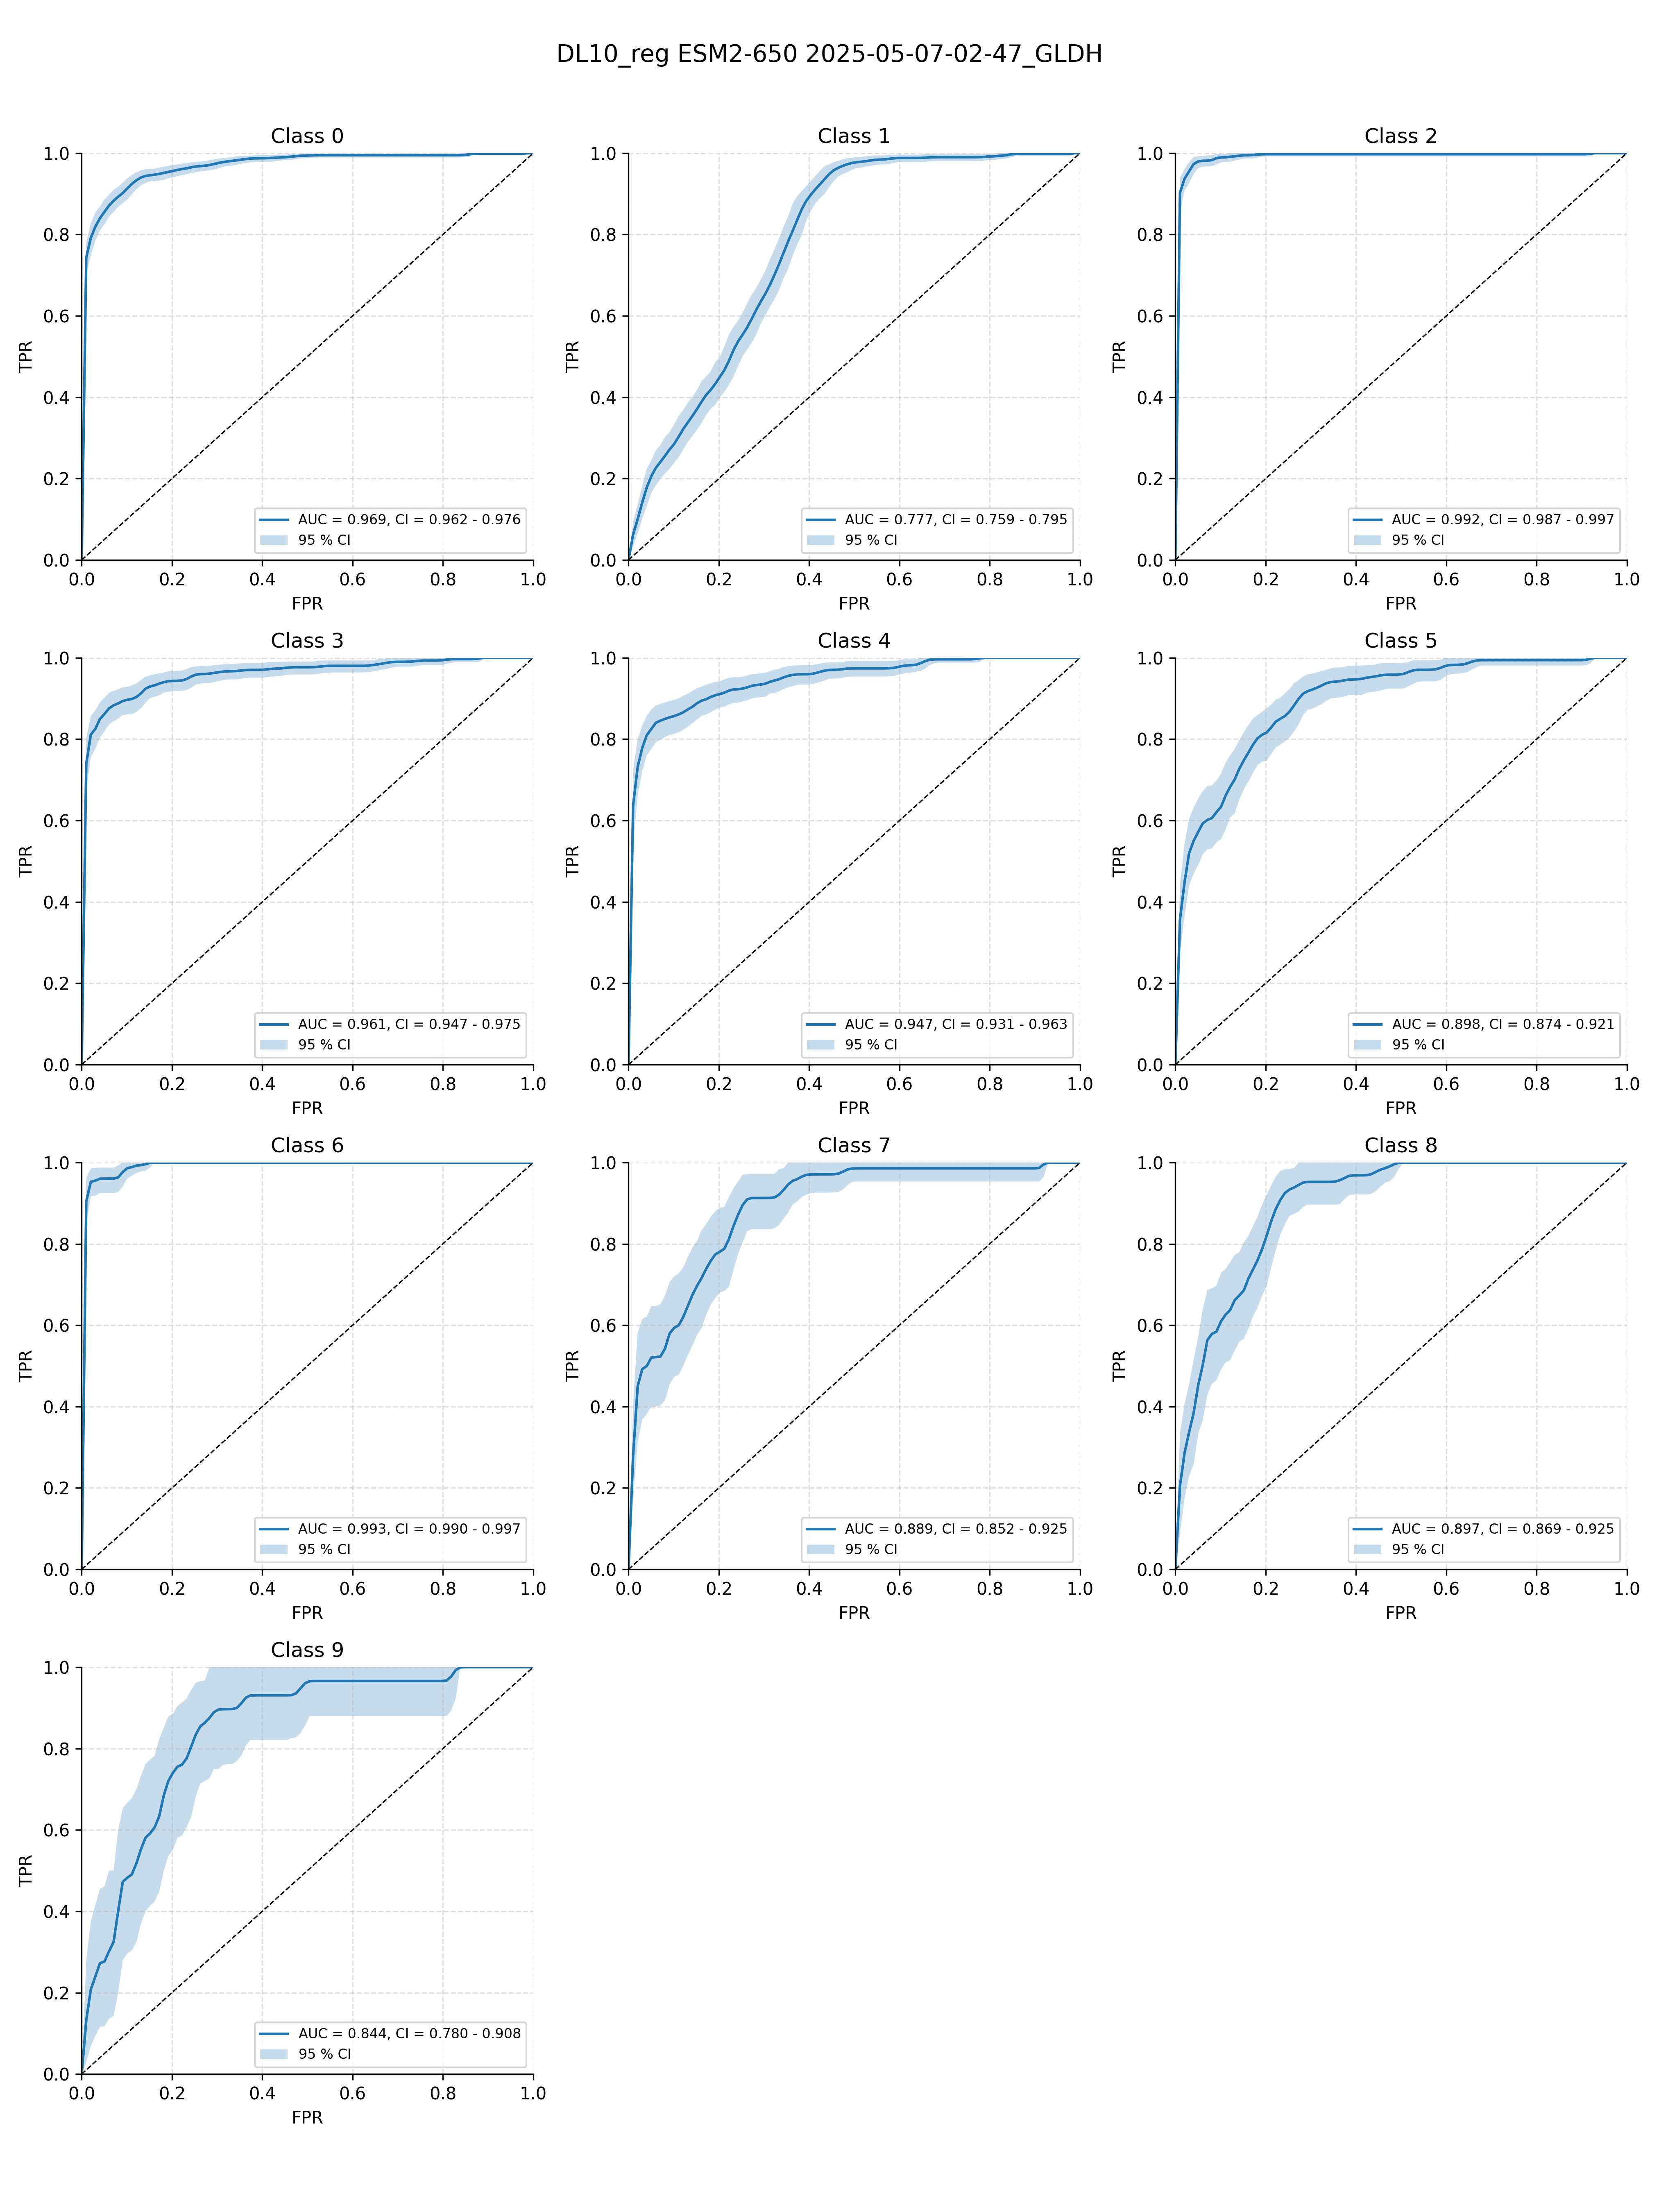 DL10_reg ESM2-650 2025-05-07-02-47_GLDH
Class 0
1.0
0.8
0.6
0.4
0.2
0.0
TPR
AUC = 0.969, CI = 0.962 - 0.976
95 % CI
0.0 0.2 0.4 0.6 0.8 1.0
FPR
Class 1
1.0
0.8
0.6
0.4
0.2
0.0
TPR
AUC = 0.777, CI = 0.759 - 0.795
95 % CI
0.0 0.2 0.4 0.6 0.8 1.0
FPR
Class 2
1.0
0.8
0.6
0.4
0.2
0.0
TPR
AUC = 0.992, CI = 0.987 - 0.997
95 % CI
0.0 0.2 0.4 0.6 0.8 1.0
FPR
Class 3
1.0
0.8
0.6
0.4
0.2
0.0
TPR
AUC = 0.961, CI = 0.947 - 0.975
95 % CI
0.0 0.2 0.4 0.6 0.8 1.0
FPR
Class 4
1.0
0.8
0.6
0.4
0.2
0.0
TPR
AUC = 0.947, CI = 0.931 - 0.963
95 % CI
0.0 0.2 0.4 0.6 0.8 1.0
FPR
Class 5
1.0
0.8
0.6
0.4
0.2
0.0
TPR
AUC = 0.898, CI = 0.874 - 0.921
95 % CI
0.0 0.2 0.4 0.6 0.8 1.0
FPR
Class 6
1.0
0.8
0.6
0.4
0.2
0.0
TPR
AUC = 0.993, CI = 0.990 - 0.997
95 % CI
0.0 0.2 0.4 0.6 0.8 1.0
FPR
Class 7
1.0
0.8
0.6
0.4
0.2
0.0
TPR
AUC = 0.889, CI = 0.852 - 0.925
95 % CI
0.0 0.2 0.4 0.6 0.8 1.0
FPR
Class 8
1.0
0.8
0.6
0.4
0.2
0.0
TPR
AUC = 0.897, CI = 0.869 - 0.925
95 % CI
0.0 0.2 0.4 0.6 0.8 1.0
FPR
Class 9
1.0
0.8
0.6
0.4
0.2
0.0
TPR
AUC = 0.844, CI = 0.780 - 0.908
95 % CI
0.0 0.2 0.4 0.6 0.8 1.0
FPR